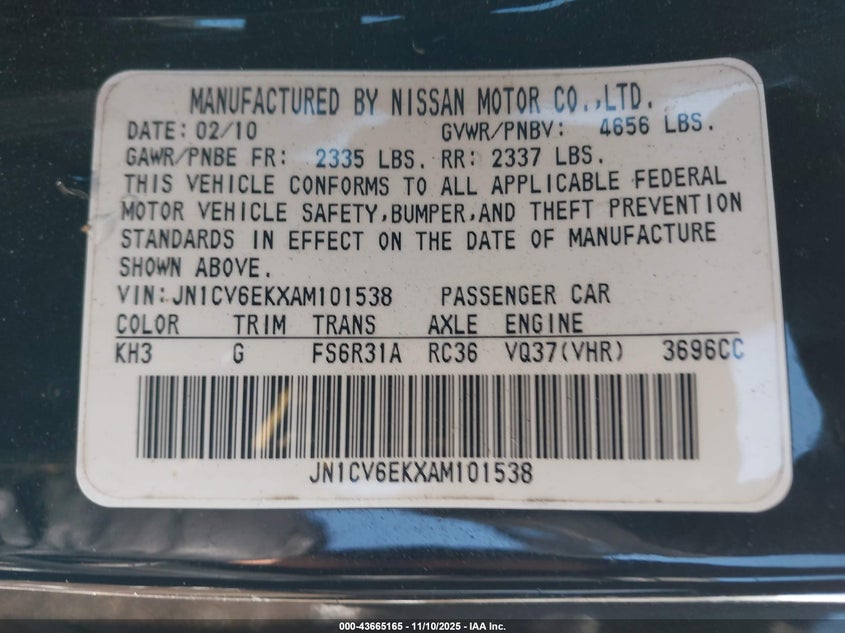 MANUFACTURED BY NISSAN MOTOR CO.,LTD.
DATE: 02/10 GVWR/PNBV: 4656 LBS.
GAWR/PNBE FR: 2335 LBS. RR: 2337 LBS.
THIS VEHICLE CONFORMS TO ALL APPLICABLE FEDERAL
MOTOR VEHICLE SAFETY,BUMPER,AND THEFT PREVENTION
STANDARDS IN EFFECT ON THE DATE OF MANUFACTURE
SHOWN ABOVE.
VIN:JN1CV6EKXAM101538 PASSENGER CAR
COLOR TRIM TRANS AXLE ENGINE
KH3 G FS6R31A RC36 VQ37(VHR) 3696CC
JN1CV6EKXAM101538
000-43665165 - 11/10/2025 - IAA Inc.